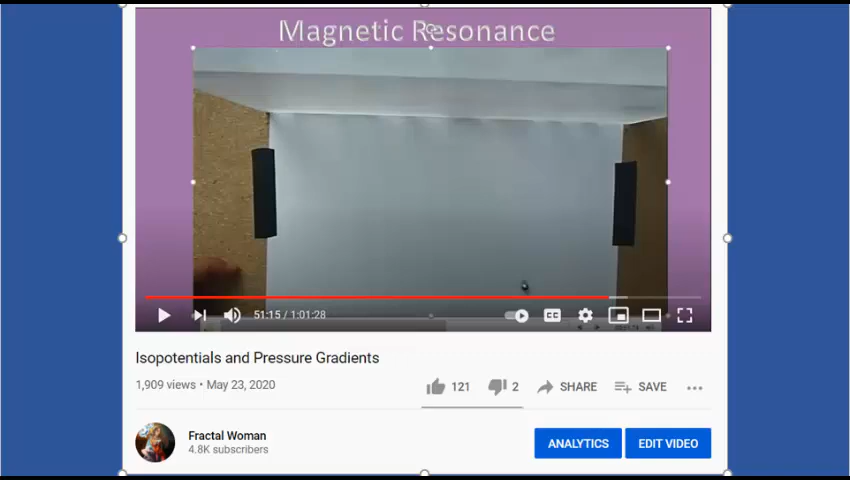 Magnetic Resonance
51:15 / 1:01:28
Isopotentials and Pressure Gradients
1,909 views • May 23, 2020
121
2
SHARE
SAVE
Fractal Woman
4.8K subscribers
ANALYTICS
EDIT VIDEO